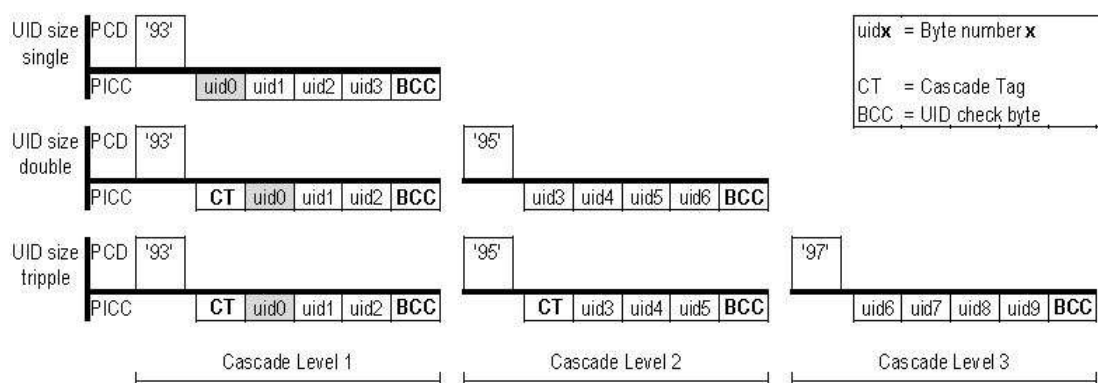 UID size single PCD '93'
PICC uid0 uid1 uid2 uid3 BCC
uidx = Byte number x
CT = Cascade Tag
BCC = UID check byte
UID size double PCD '93' '95'
PICC CT uid0 uid1 uid2 BCC uid3 uid4 uid5 uid6 BCC
UID size tripple PCD '93' '95' '97'
PICC CT uid0 uid1 uid2 BCC CT uid3 uid4 uid5 BCC uid6 uid7 uid8 uid9 BCC
Cascade Level 1 Cascade Level 2 Cascade Level 3